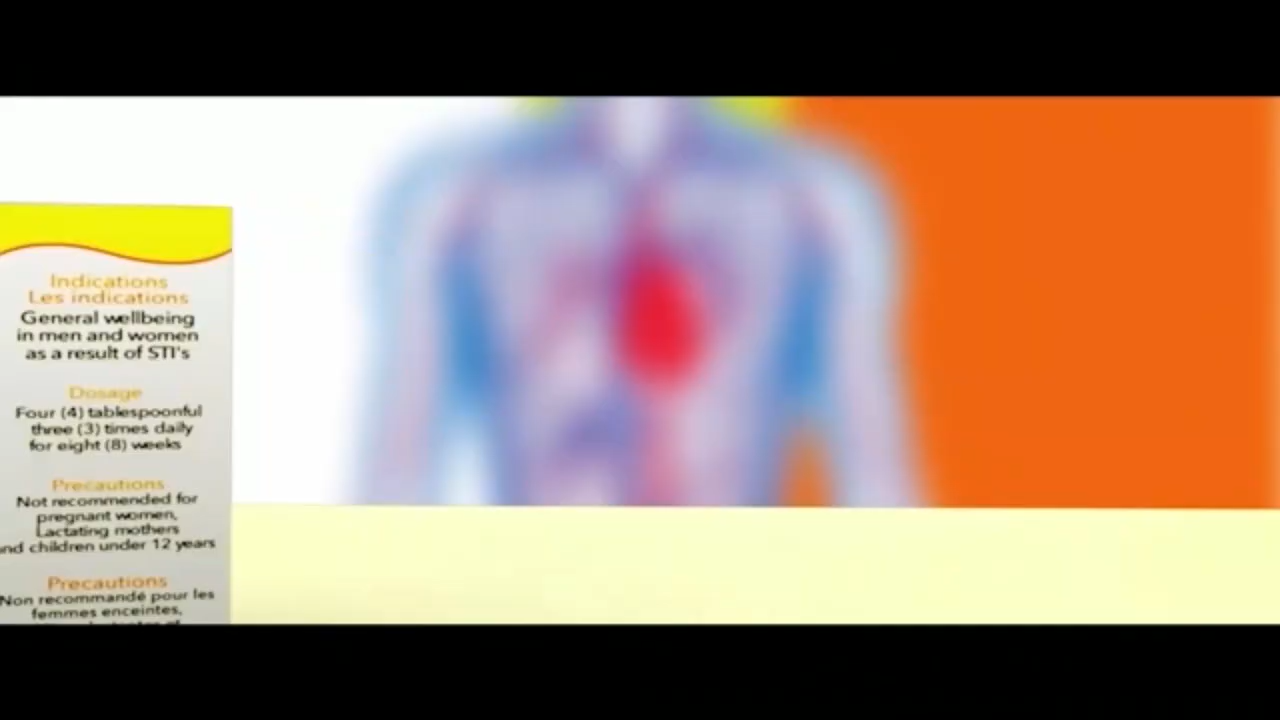 Indications
Les indications
General wellbeing
in men and women
as a result of STI's
Dosage
Four (4) tablespoonful
three (3) times daily
for eight (8) weeks
Precautions
Not recommended for
pregnant women,
Lactating mothers
and children under 12 years
Precautions
Non recommandé pour les
femmes enceintes,